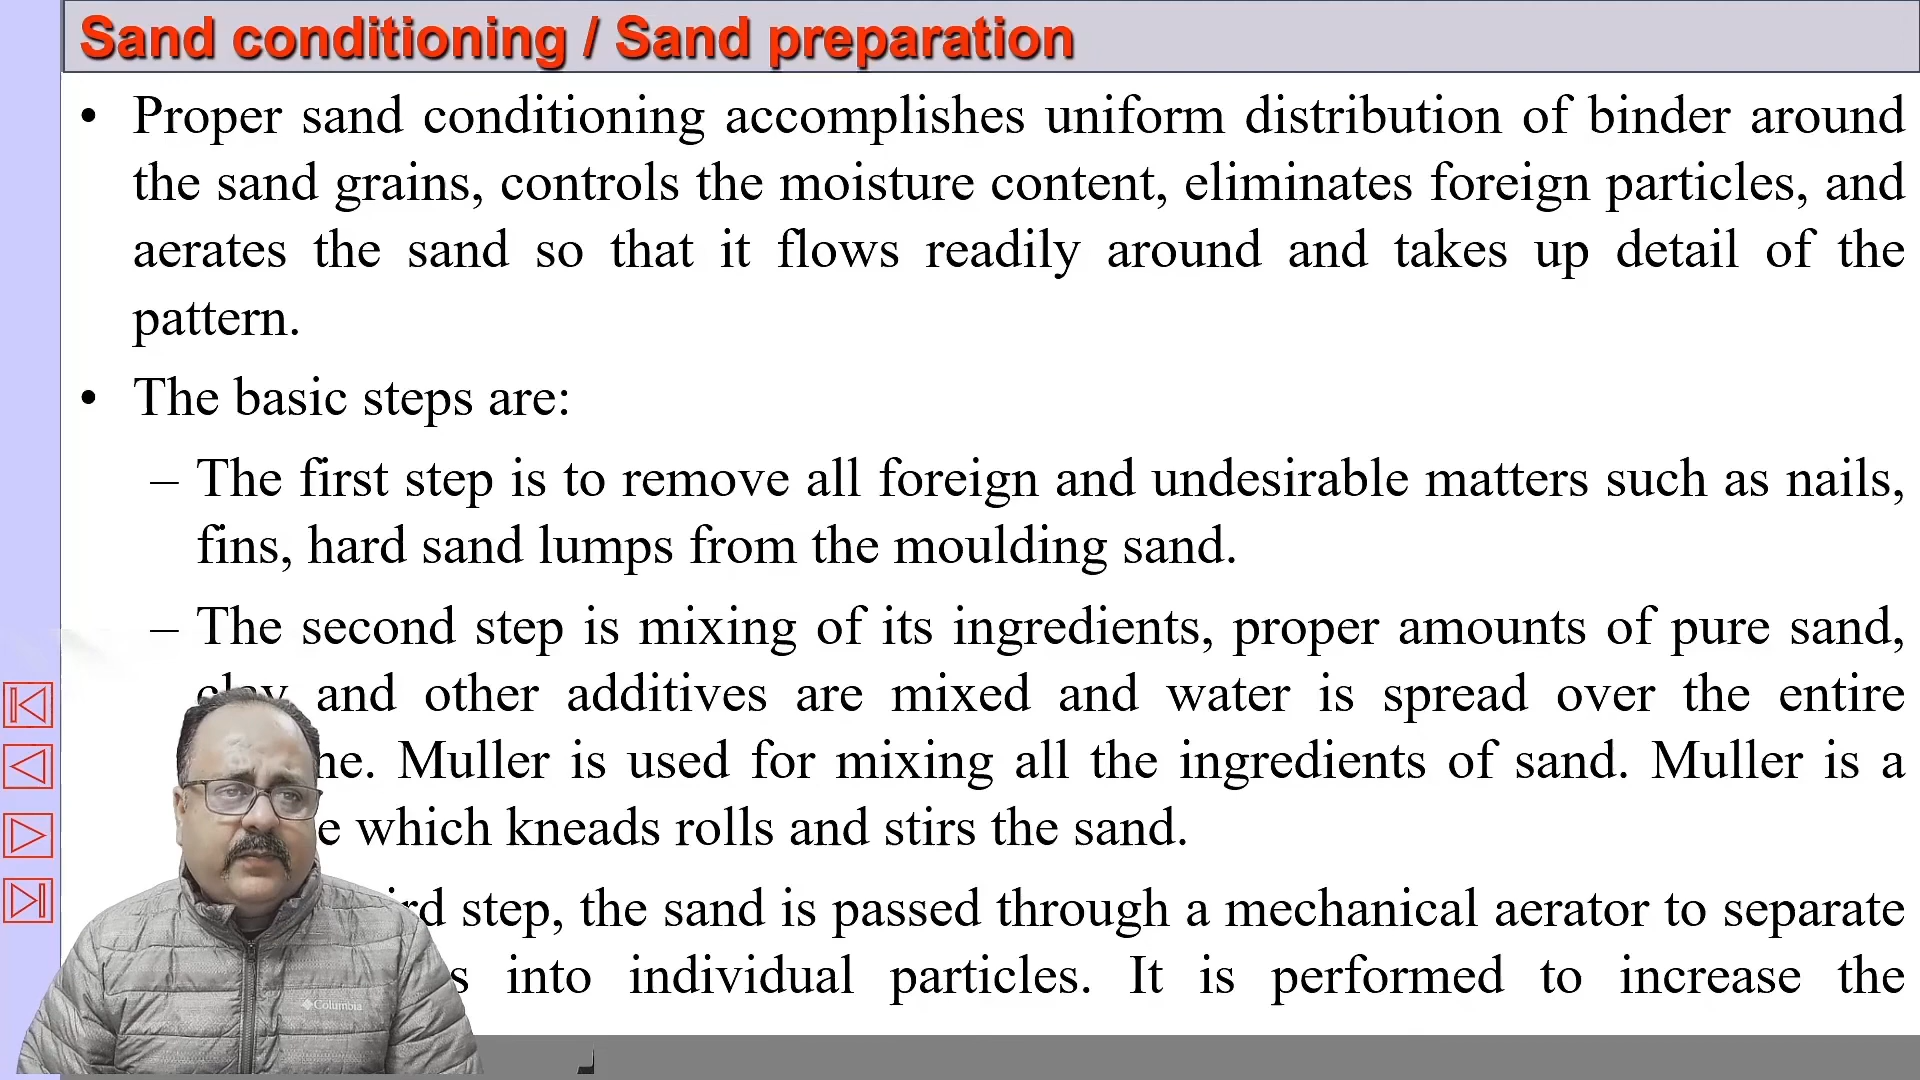 Sand conditioning / Sand preparation
• Proper sand conditioning accomplishes uniform distribution of binder around
the sand grains, controls the moisture content, eliminates foreign particles, and
aerates the sand so that it flows readily around and takes up detail of the
pattern.
• The basic steps are:
– The first step is to remove all foreign and undesirable matters such as nails,
fins, hard sand lumps from the moulding sand.
– The second step is mixing of its ingredients, proper amounts of pure sand,
clay and other additives are mixed and water is spread over the entire
Muller is used for mixing all the ingredients of sand. Muller is a
which kneads rolls and stirs the sand.
step, the sand is passed through a mechanical aerator to separate
into individual particles. It is performed to increase the
Columbia